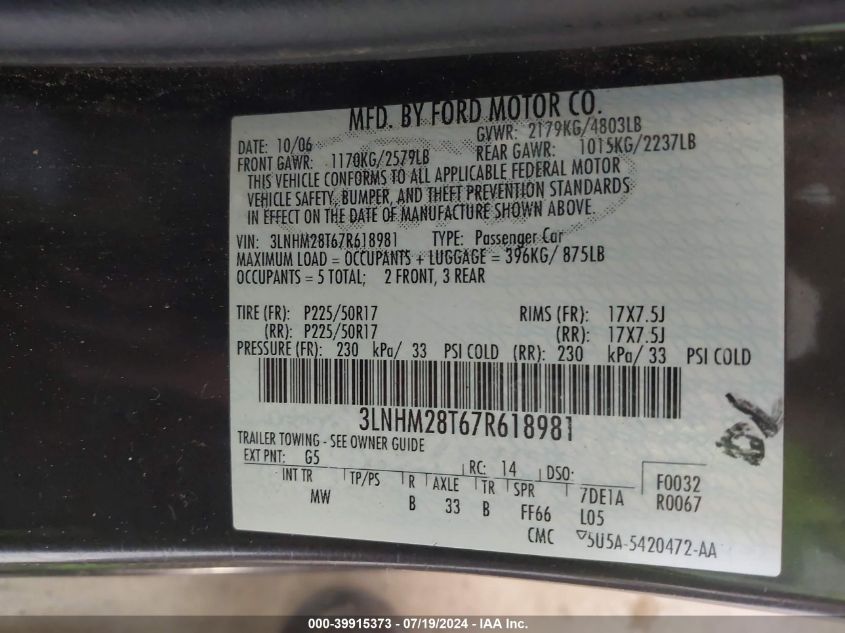 MFD. BY FORD MOTOR CO.
DATE: 10/06 GVWR: 2179KG/4803LB
FRONT GAWR: 1170KG/2579LB REAR GAWR: 1015KG/2237LB
THIS VEHICLE CONFORMS TO ALL APPLICABLE FEDERAL MOTOR
VEHICLE SAFETY, BUMPER, AND THEFT PREVENTION STANDARDS
IN EFFECT ON THE DATE OF MANUFACTURE SHOWN ABOVE.
VIN: 3LNHM28T67R618981 TYPE: Passenger Car
MAXIMUM LOAD = OCCUPANTS + LUGGAGE = 396KG/ 875LB
OCCUPANTS = 5 TOTAL; 2 FRONT, 3 REAR
TIRE (FR): P225/50R17 RIMS (FR): 17X7.5J
(RR): P225/50R17 (RR): 17X7.5J
PRESSURE (FR): 230 kPa/ 33 PSI COLD (RR): 230 kPa/ 33 PSI COLD
3LNHM28T67R618981
TRAILER TOWING - SEE OWNER GUIDE
EXT PNT: G5 RC: 14 DSO: F0032
INT TR TP/PS R AXLE TR SPR 7DE1A R0067
MW B 33 B FF66 L05
CMC 5U5A-5420472-AA
000-39915373 - 07/19/2024 - IAA Inc.